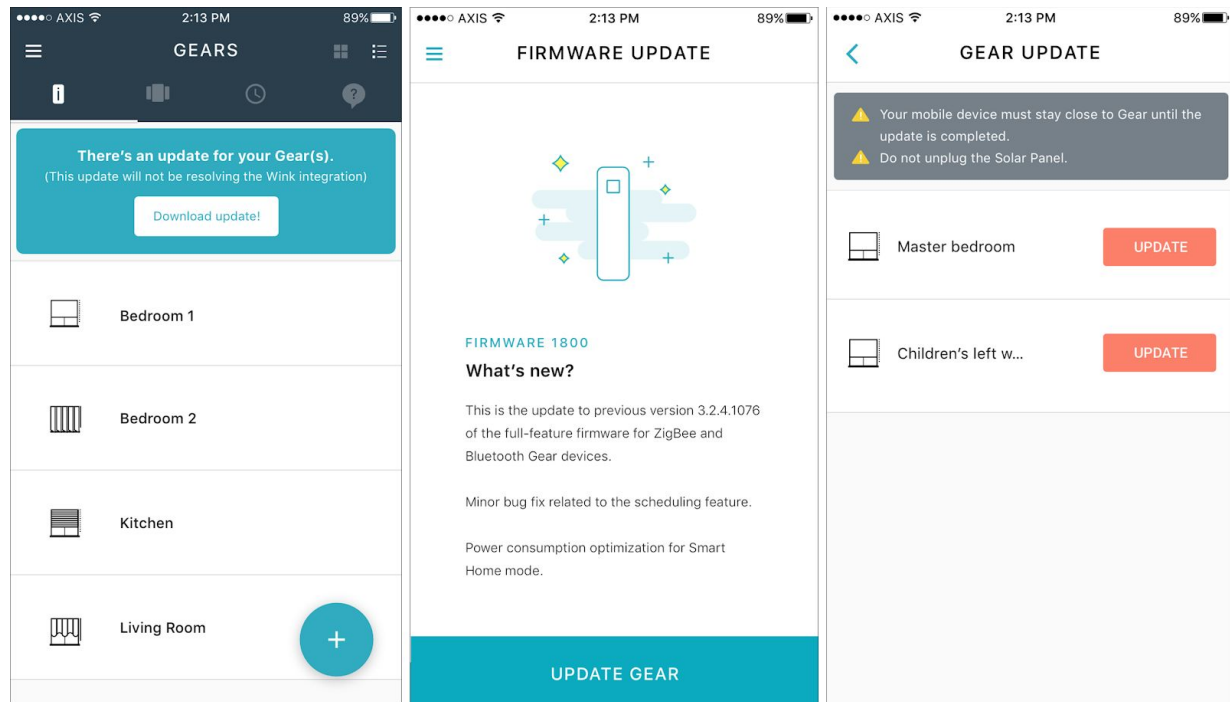 AXIS 2:13 PM 89%
GEARS
i
?
There's an update for your Gear(s).
(This update will not be resolving the Wink integration)
Download update!
Bedroom 1
Bedroom 2
Kitchen
Living Room
+
AXIS 2:13 PM 89%
FIRMWARE UPDATE
FIRMWARE 1800
What's new?
This is the update to previous version 3.2.4.1076
of the full-feature firmware for ZigBee and
Bluetooth Gear devices.
Minor bug fix related to the scheduling feature.
Power consumption optimization for Smart
Home mode.
UPDATE GEAR
AXIS 2:13 PM 89%
GEAR UPDATE
Your mobile device must stay close to Gear until the
update is completed.
Do not unplug the Solar Panel.
Master bedroom UPDATE
Children's left w... UPDATE